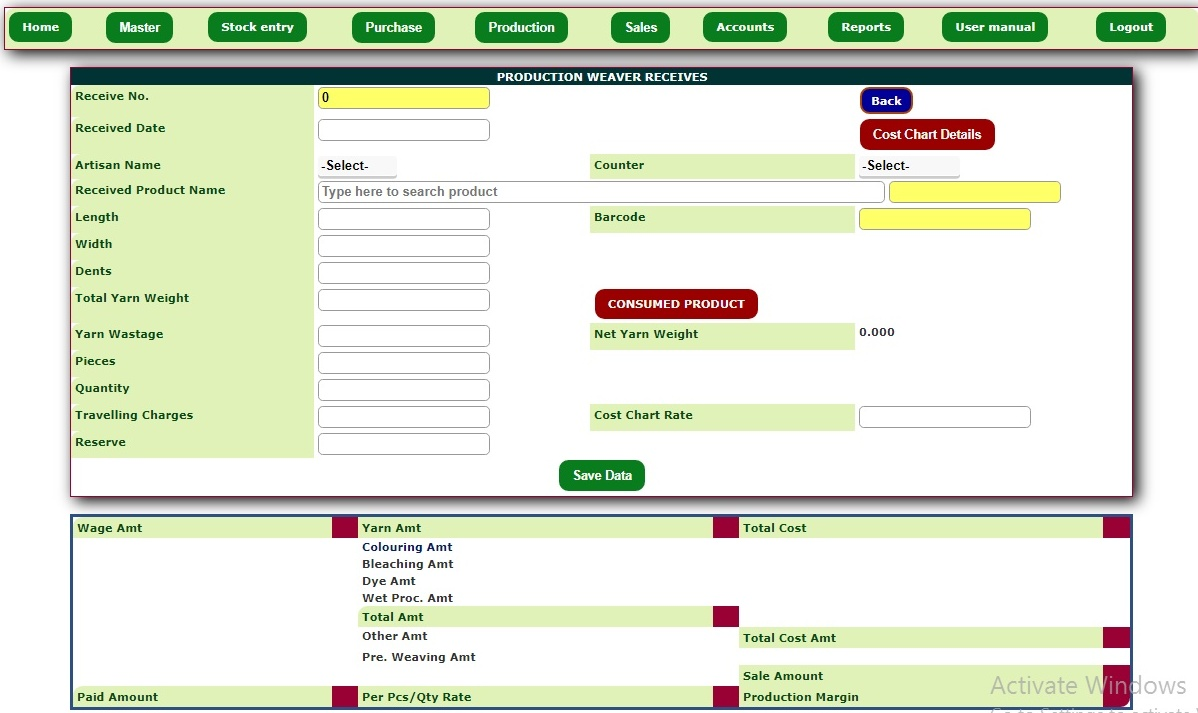 Home Master Stock entry Purchase Production Sales Accounts Reports User manual Logout
PRODUCTION WEAVER RECEIVES
Receive No. 0 Back
Received Date Cost Chart Details
Artisan Name -Select- Counter -Select-
Received Product Name Type here to search product
Length Barcode
Width
Dents
Total Yarn Weight CONSUMED PRODUCT
Yarn Wastage Net Yarn Weight 0.000
Pieces
Quantity
Travelling Charges Cost Chart Rate
Reserve
Save Data
Wage Amt Yarn Amt Total Cost
Colouring Amt
Bleaching Amt
Dye Amt
Wet Proc. Amt
Total Amt
Other Amt Total Cost Amt
Pre. Weaving Amt
Sale Amount
Activate Windows
Paid Amount Per Pcs/Qty Rate Production Margin